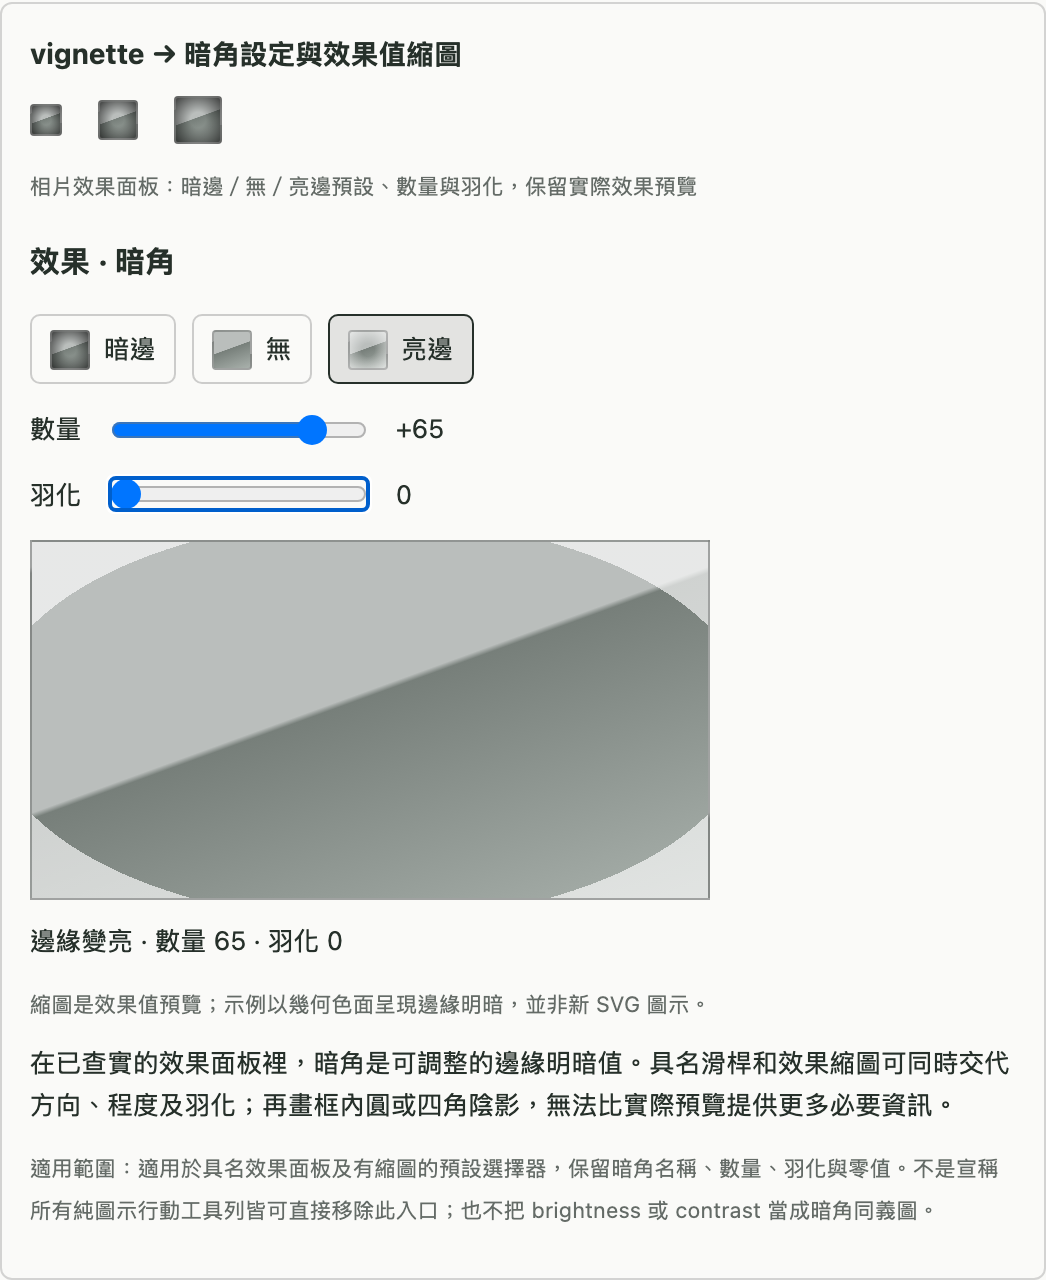 vignette → 暗角設定與效果值縮圖
相片效果面板：暗邊 / 無 / 亮邊預設、數量與羽化，保留實際效果預覽
效果 · 暗角
暗邊 無 亮邊
數量 +65
羽化 0
邊緣變亮 · 數量 65 · 羽化 0
縮圖是效果值預覽；示例以幾何色面呈現邊緣明暗，並非新 SVG 圖示。
在已查實的效果面板裡，暗角是可調整的邊緣明暗值。具名滑桿和效果縮圖可同時交代
方向、程度及羽化；再畫框內圓或四角陰影，無法比實際預覽提供更多必要資訊。
適用範圍：適用於具名效果面板及有縮圖的預設選擇器，保留暗角名稱、數量、羽化與零值。不是宣稱
所有純圖示行動工具列皆可直接移除此入口；也不把 brightness 或 contrast 當成暗角同義圖。